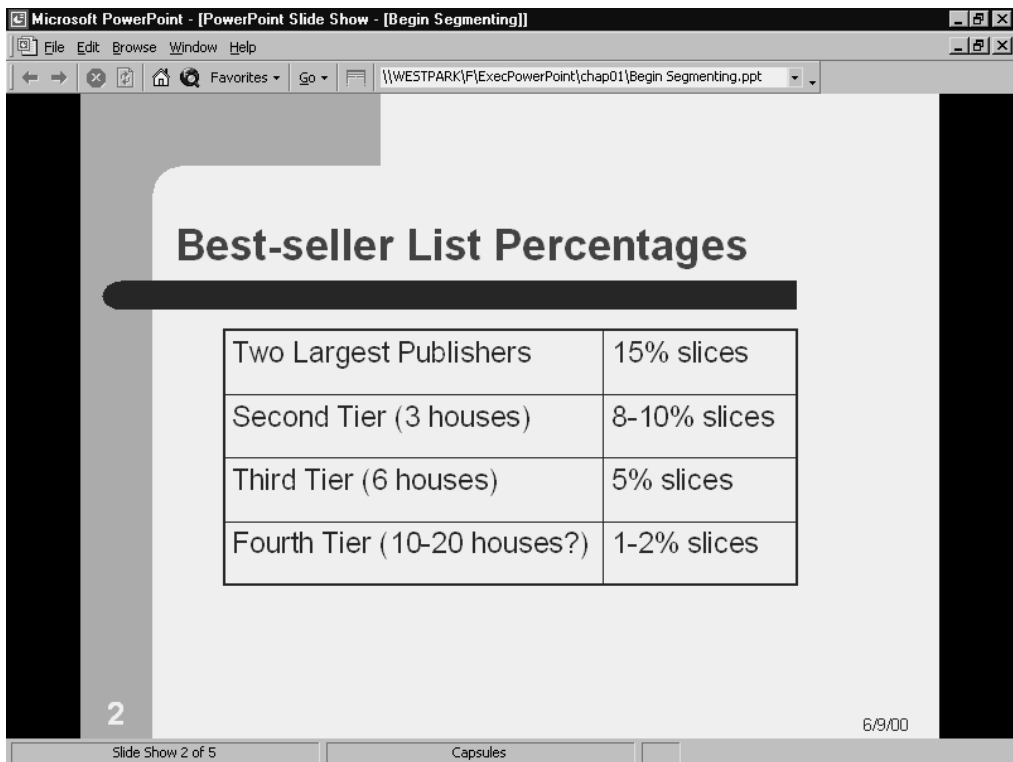 Microsoft PowerPoint - [PowerPoint Slide Show - [Begin Segmenting]]
File Edit Browse Window Help
Favorites Go \\WESTPARK\F\ExecPowerPoint\chap01\Begin Segmenting.ppt
Best-seller List Percentages
Two Largest Publishers 15% slices
Second Tier (3 houses) 8-10% slices
Third Tier (6 houses) 5% slices
Fourth Tier (10-20 houses?) 1-2% slices
2
6/9/00
Slide Show 2 of 5 Capsules